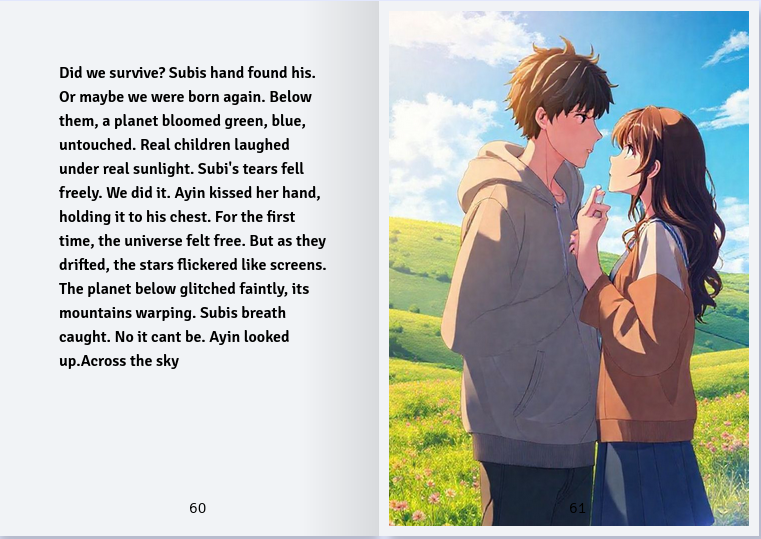 Did we survive? Subis hand found his.
Or maybe we were born again. Below
them, a planet bloomed green, blue,
untouched. Real children laughed
under real sunlight. Subi's tears fell
freely. We did it. Ayin kissed her hand,
holding it to his chest. For the first
time, the universe felt free. But as they
drifted, the stars flickered like screens.
The planet below glitched faintly, its
mountains warping. Subis breath
caught. No it cant be. Ayin looked
up.Across the sky
60
61